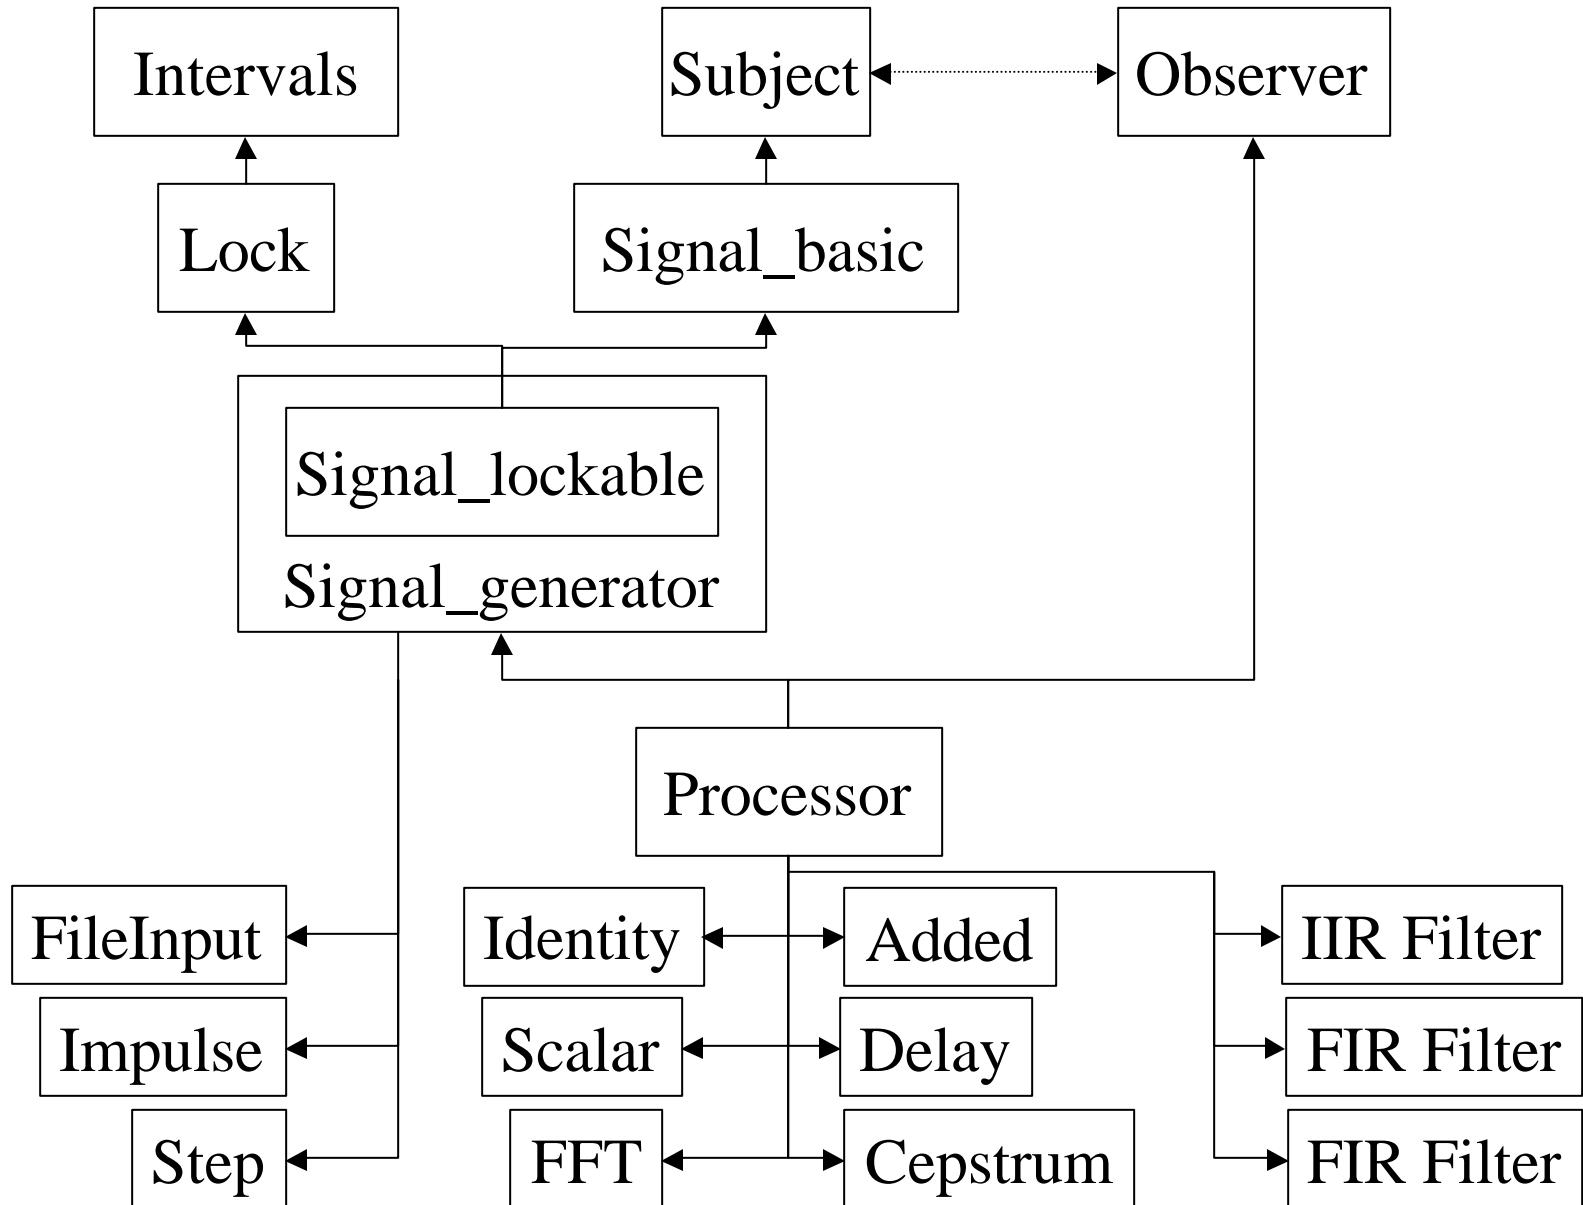 Intervals
Subject
Observer
Lock
Signal_basic
Signal_lockable
Signal_generator
Processor
FileInput
Identity
Added
IIR Filter
Impulse
Scalar
Delay
FIR Filter
Step
FFT
Cepstrum
FIR Filter